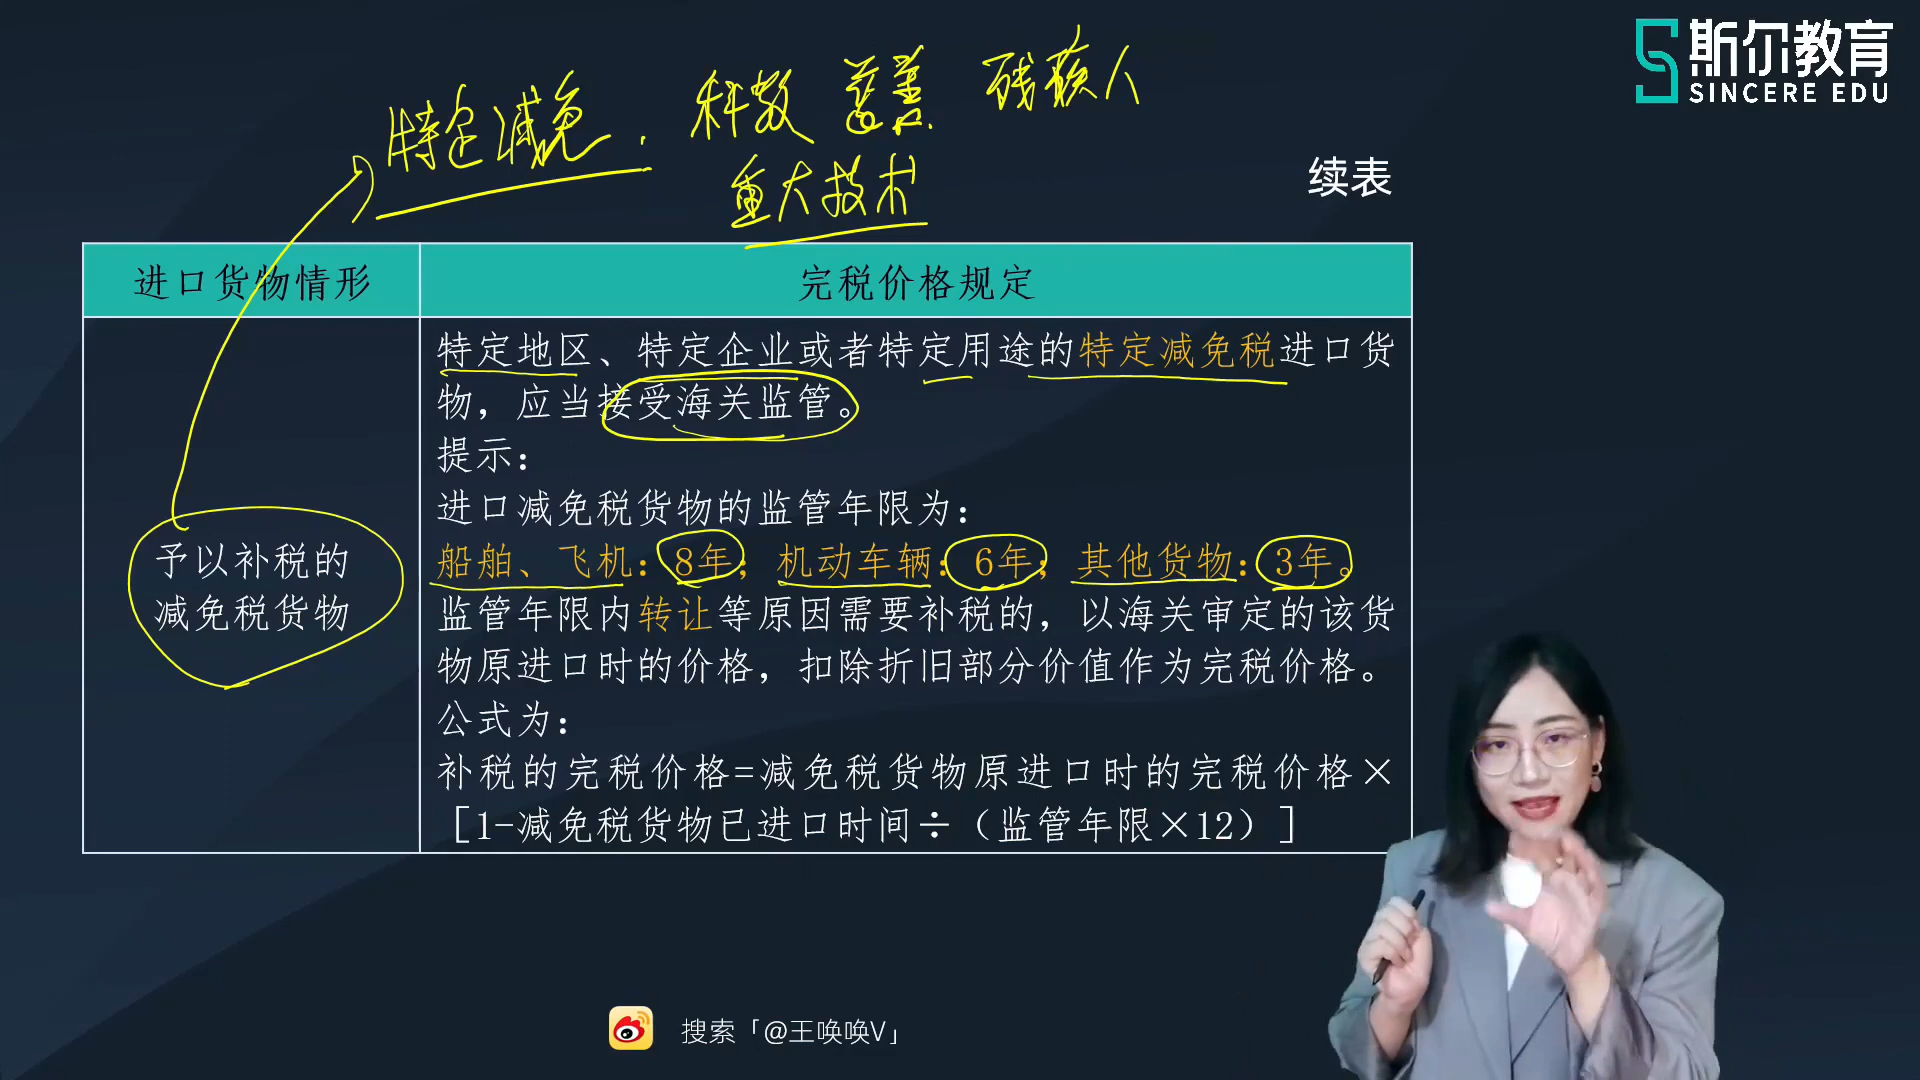 斯尔教育
SINCERE EDU
特定减免. 科教 慈善 残疾人
重大技术
续表
进口货物情形
完税价格规定
予以补税的
减免税货物
特定地区、特定企业或者特定用途的特定减免税进口货
物，应当接受海关监管。
提示：
进口减免税货物的监管年限为：
船舶、飞机：8年；机动车辆：6年；其他货物：3年。
监管年限内转让等原因需要补税的，以海关审定的该货
物原进口时的价格，扣除折旧部分价值作为完税价格。
公式为：
补税的完税价格=减免税货物原进口时的完税价格×
［1-减免税货物已进口时间÷（监管年限×12）］
搜索「@王唤唤V」